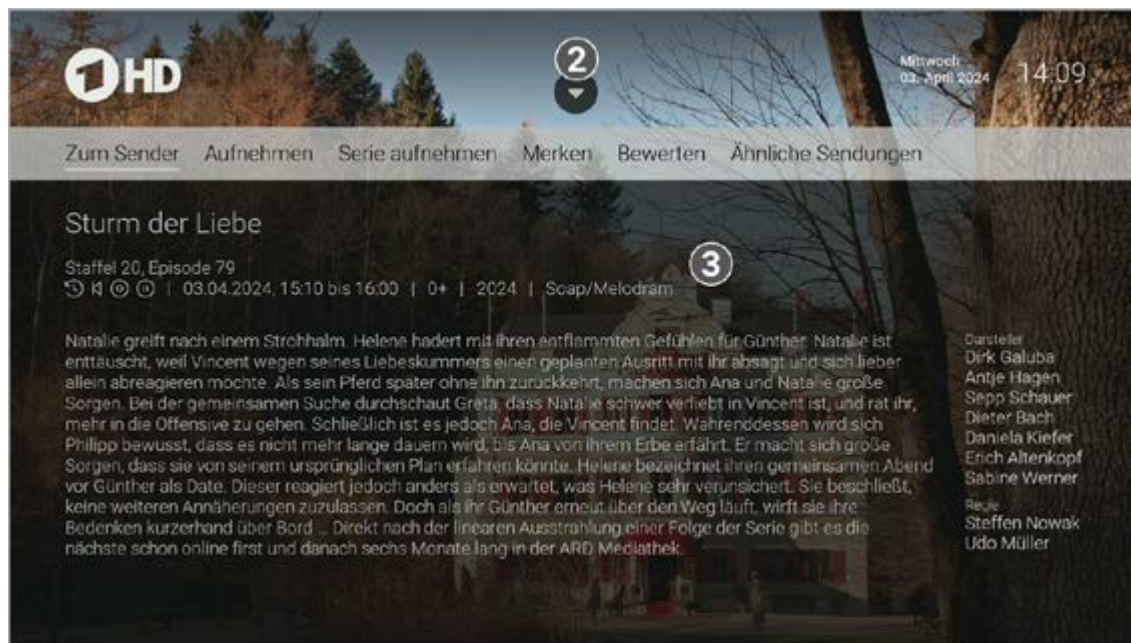 1 HD
2
Mittwoch
03. April 2024
14:09
Zum Sender Aufnehmen Serie aufnehmen Merken Bewerten Ähnliche Sendungen
Sturm der Liebe
Staffel 20, Episode 79
3
| 03.04.2024, 15:10 bis 16:00 | 0+ | 2024 | Soap/Melodram
Natalie greift nach einem Strohhalm. Helene hadert mit ihren entflammten Gefühlen für Günther. Natalie ist
enttäuscht, weil Vincent wegen seines Liebeskummers einen geplanten Ausritt mit ihr absagt und sich lieber
allein abreagieren möchte. Als sein Pferd später ohne ihn zurückkehrt, machen sich Ana und Natalie große
Sorgen. Bei der gemeinsamen Suche durchschaut Greta, dass Natalie schwer verliebt in Vincent ist, und rät ihr,
mehr in die Offensive zu gehen. Schließlich ist es jedoch Ana, die Vincent findet. Währenddessen wird sich
Philipp bewusst, dass es nicht mehr lange dauern wird, bis Ana von ihrem Erbe erfährt. Er macht sich große
Sorgen, dass sie von seinem ursprünglichen Plan erfahren könnte. Helene bezeichnet ihren gemeinsamen Abend
vor Günther als Date. Dieser reagiert jedoch anders als erwartet, was Helene sehr verunsichert. Sie beschließt,
keine weiteren Annäherungen zuzulassen. Doch als ihr Günther erneut über den Weg läuft, wirft sie ihre
Bedenken kurzerhand über Bord ... Direkt nach der linearen Ausstrahlung einer Folge der Serie gibt es die
nächste schon online first und danach sechs Monate lang in der ARD Mediathek.
Darsteller
Dirk Galuba
Antje Hagen
Sepp Schauer
Dieter Bach
Daniela Kiefer
Erich Altenkopf
Sabine Werner
Regie
Steffen Nowak
Udo Müller